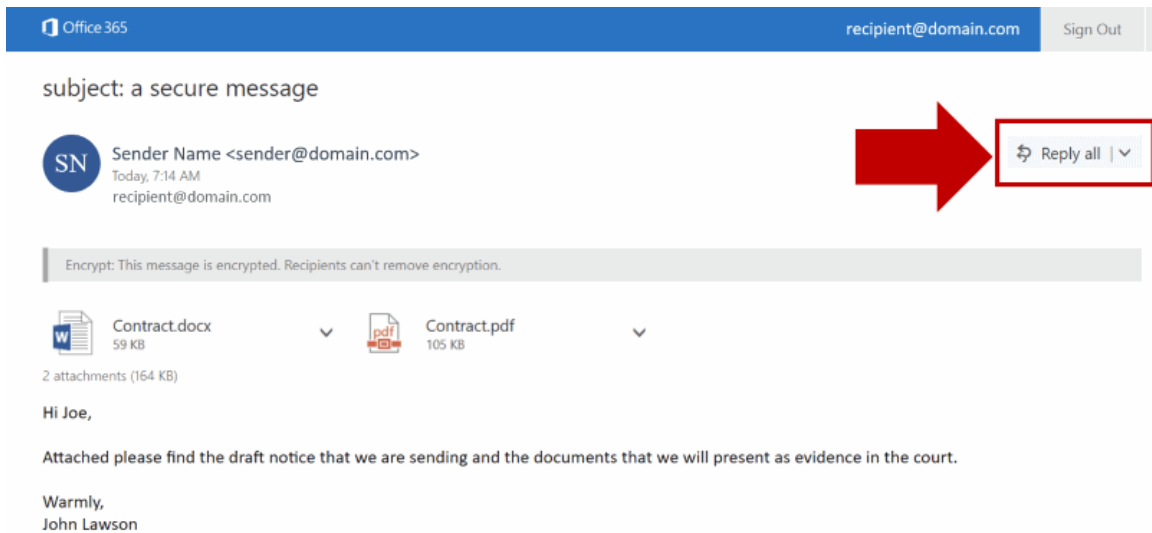 Office 365
recipient@domain.com
Sign Out
subject: a secure message
SN
Sender Name <sender@domain.com>
Today, 7:14 AM
recipient@domain.com
Reply all
Encrypt: This message is encrypted. Recipients can't remove encryption.
W
Contract.docx
59 KB
pdf
Contract.pdf
105 KB
2 attachments (164 KB)
Hi Joe,
Attached please find the draft notice that we are sending and the documents that we will present as evidence in the court.
Warmly,
John Lawson